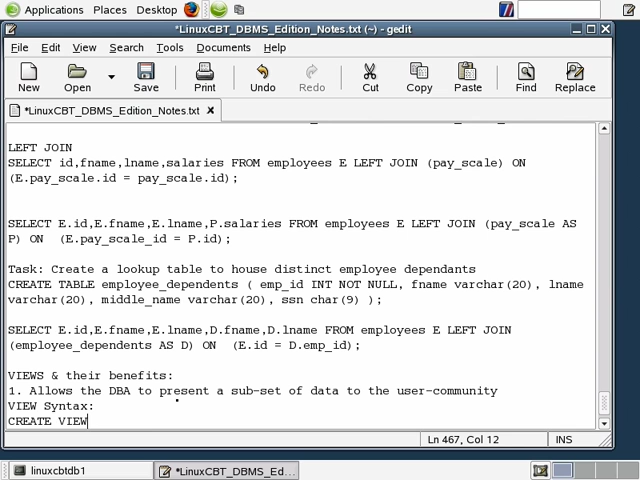 Applications Places Desktop
*LinuxCBT_DBMS_Edition_Notes.txt (~) - gedit
File Edit View Search Tools Documents Help
New Open Save Print Undo Redo Cut Copy Paste Find Replace
*LinuxCBT_DBMS_Edition_Notes.txt
LEFT JOIN
SELECT id,fname,lname,salaries FROM employees E LEFT JOIN (pay_scale) ON
(E.pay_scale.id = pay_scale.id);
SELECT E.id,E.fname,E.lname,P.salaries FROM employees E LEFT JOIN (pay_scale AS
P) ON (E.pay_scale_id = P.id);
Task: Create a lookup table to house distinct employee dependants
CREATE TABLE employee_dependents ( emp_id INT NOT NULL, fname varchar(20), lname
varchar(20), middle_name varchar(20), ssn char(9) );
SELECT E.id,E.fname,E.lname,D.fname,D.lname FROM employees E LEFT JOIN
(employee_dependents AS D) ON (E.id = D.emp_id);
VIEWS & their benefits:
1. Allows the DBA to present a sub-set of data to the user-community
VIEW Syntax:
CREATE VIEW
Ln 467, Col 12 INS
linuxcbtdb1 *LinuxCBT_DBMS_Ed...